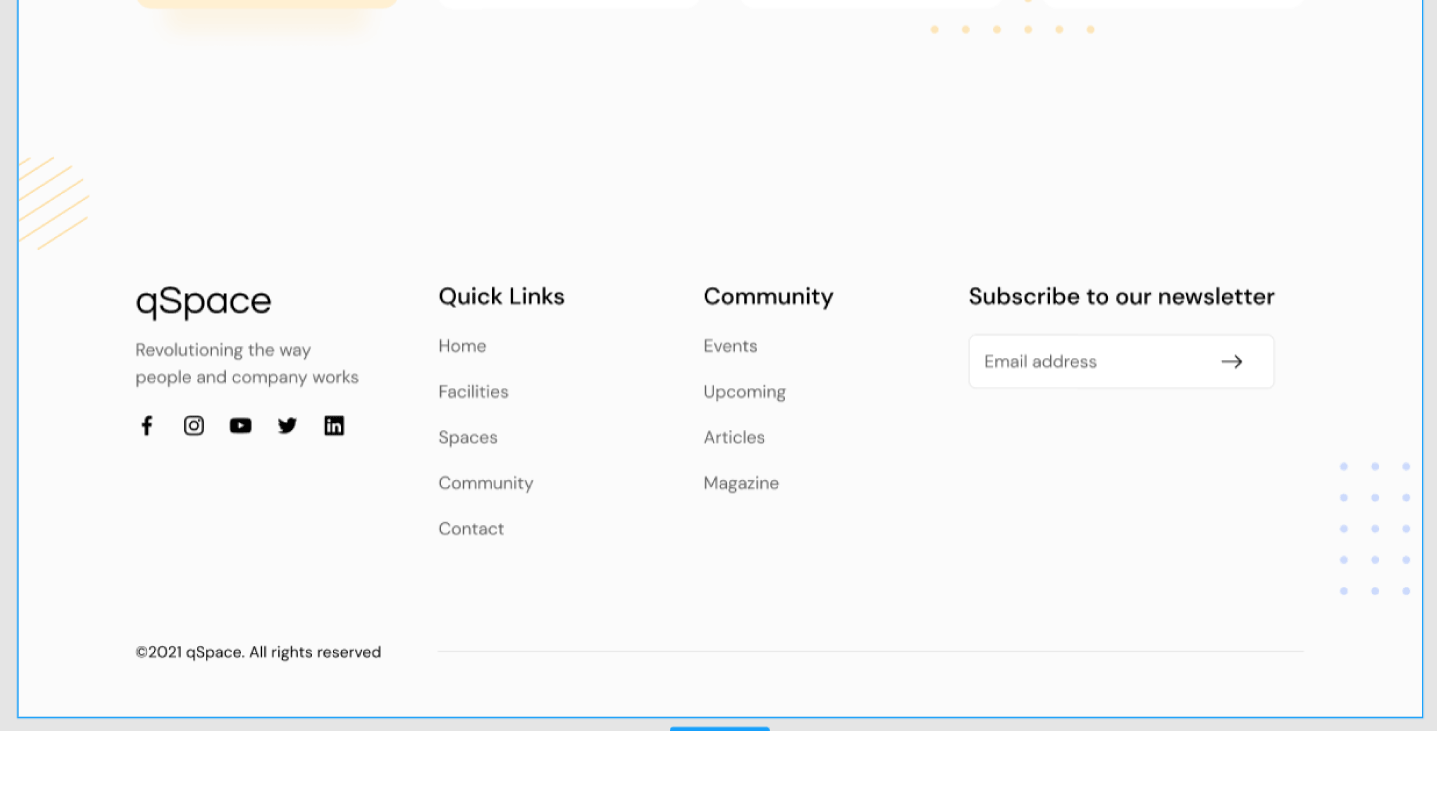 qSpace
Revolutioning the way
people and company works
Quick Links
Home
Facilities
Spaces
Community
Contact
Community
Events
Upcoming
Articles
Magazine
Subscribe to our newsletter
Email address
©2021 qSpace. All rights reserved